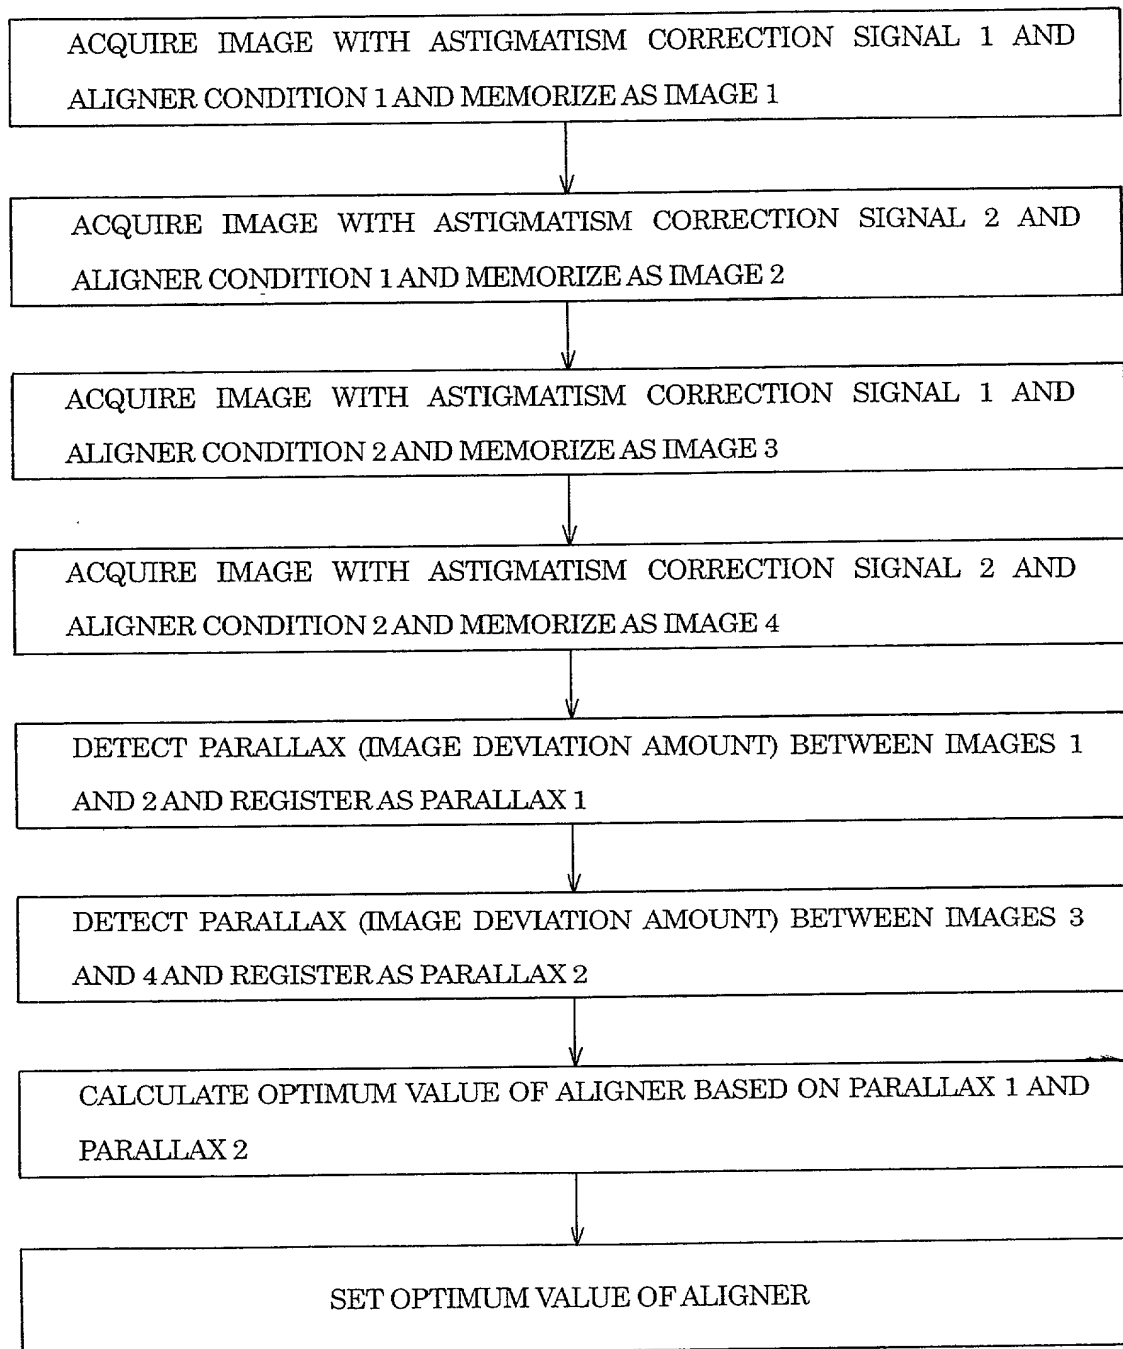 ACQUIRE IMAGE WITH ASTIGMATISM CORRECTION SIGNAL 1 AND
ALIGNER CONDITION 1 AND MEMORIZE AS IMAGE 1
ACQUIRE IMAGE WITH ASTIGMATISM CORRECTION SIGNAL 2 AND
ALIGNER CONDITION 1 AND MEMORIZE AS IMAGE 2
ACQUIRE IMAGE WITH ASTIGMATISM CORRECTION SIGNAL 1 AND
ALIGNER CONDITION 2 AND MEMORIZE AS IMAGE 3
ACQUIRE IMAGE WITH ASTIGMATISM CORRECTION SIGNAL 2 AND
ALIGNER CONDITION 2 AND MEMORIZE AS IMAGE 4
DETECT PARALLAX (IMAGE DEVIATION AMOUNT) BETWEEN IMAGES 1
AND 2 AND REGISTER AS PARALLAX 1
DETECT PARALLAX (IMAGE DEVIATION AMOUNT) BETWEEN IMAGES 3
AND 4 AND REGISTER AS PARALLAX 2
CALCULATE OPTIMUM VALUE OF ALIGNER BASED ON PARALLAX 1 AND
PARALLAX 2
SET OPTIMUM VALUE OF ALIGNER